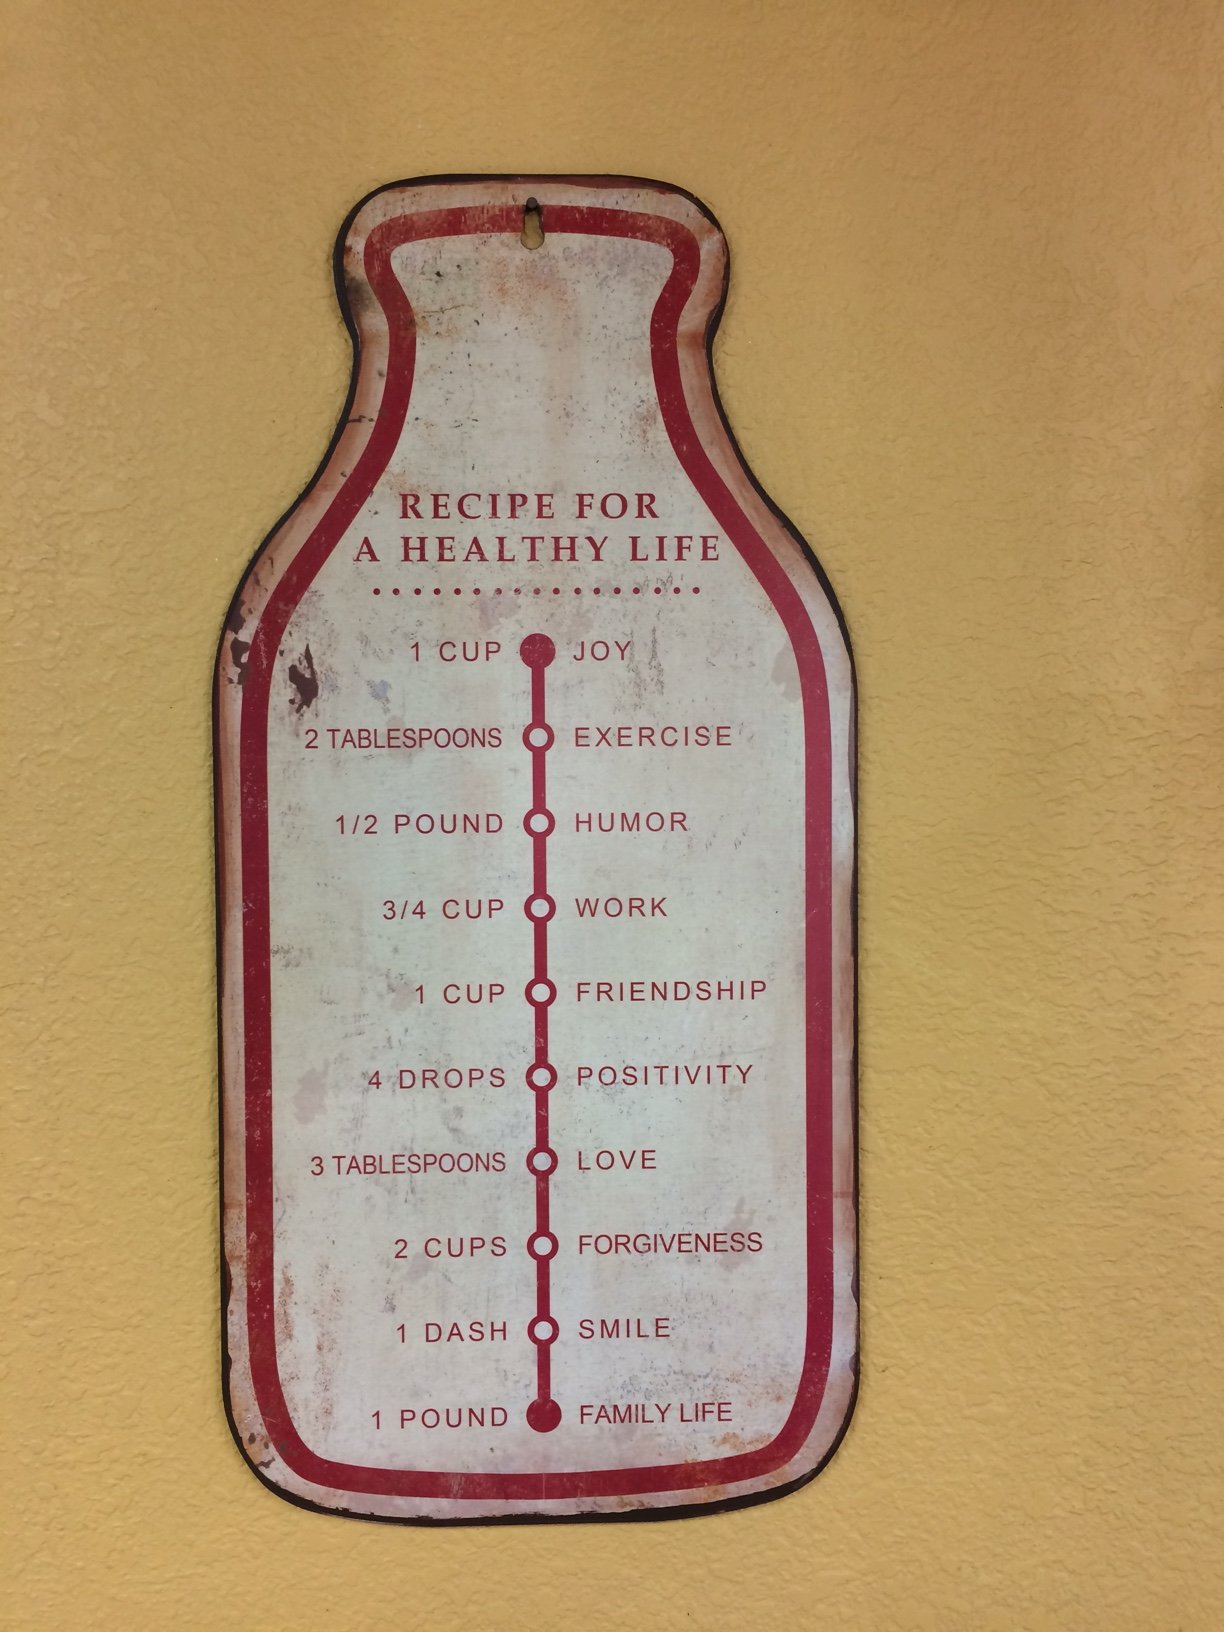 RECIPE FOR
A HEALTHY LIFE
1 CUP JOY
2 TABLESPOONS EXERCISE
1/2 POUND HUMOR
3/4 CUP WORK
1 CUP FRIENDSHIP
4 DROPS POSITIVITY
3 TABLESPOONS LOVE
2 CUPS FORGIVENESS
1 DASH SMILE
1 POUND FAMILY LIFE